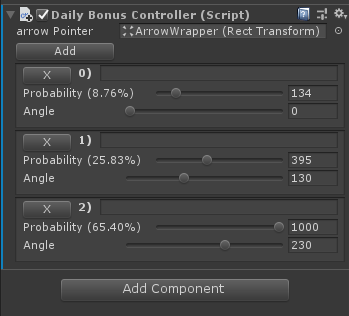 Daily Bonus Controller (Script)
arrow Pointer ArrowWrapper (Rect Transform)
Add
X 0)
Probability (8.76%) 134
Angle 0
X 1)
Probability (25.83%) 395
Angle 130
X 2)
Probability (65.40%) 1000
Angle 230
Add Component